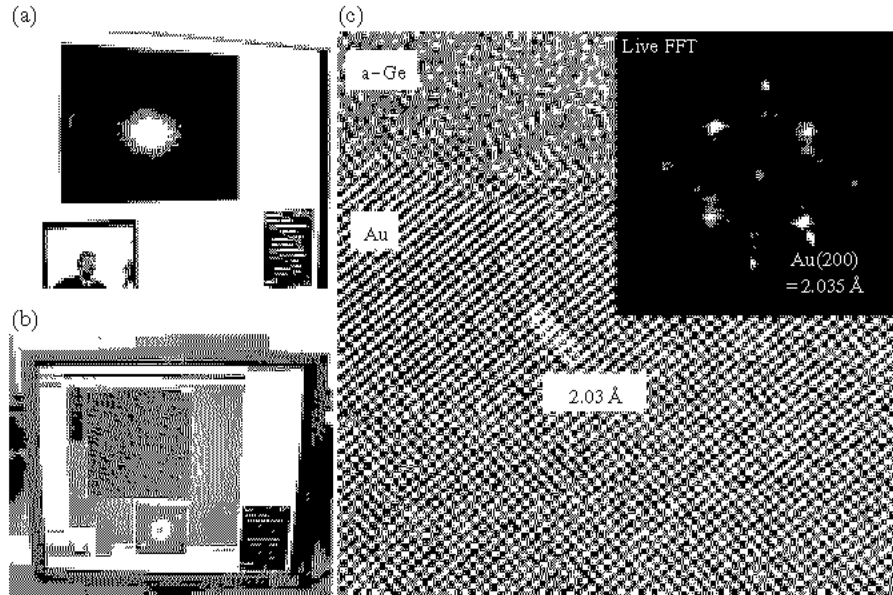 (a)
(b)
(c)
a–Ge
Au
2.03 Å
Live FFT
Au(200)
= 2.035 Å